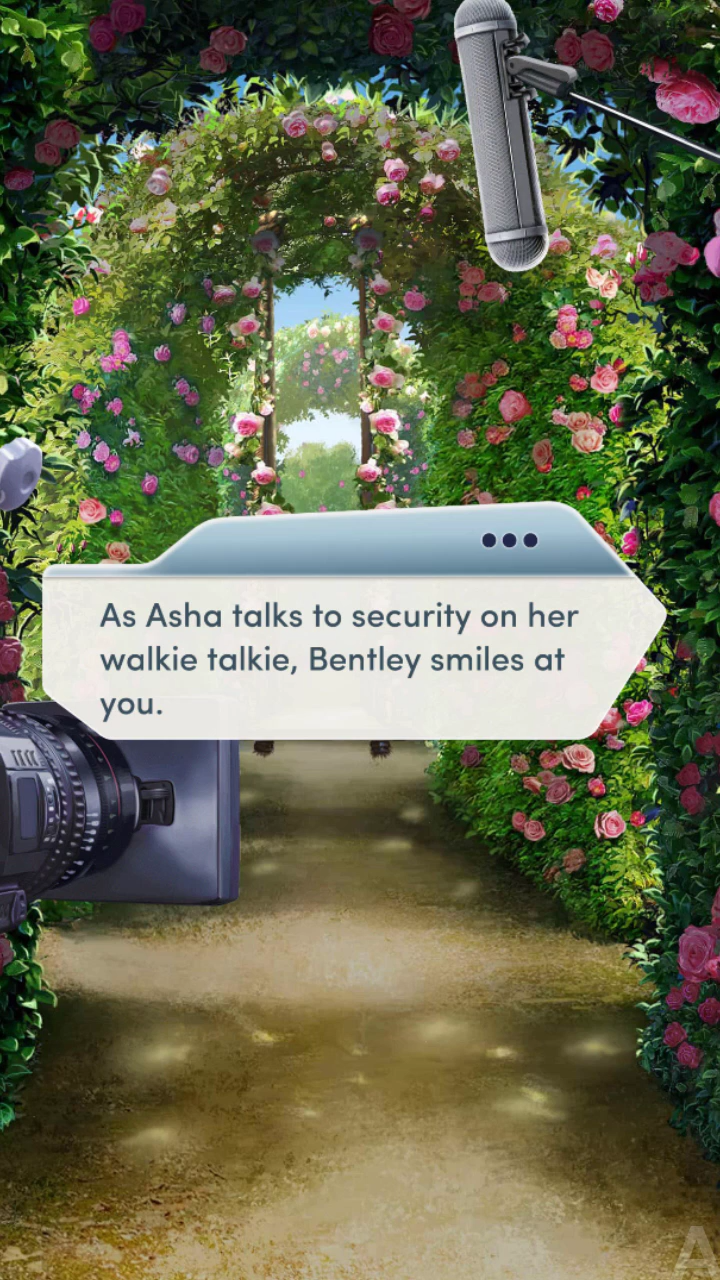 As Asha talks to security on her
walkie talkie, Bentley smiles at
you.